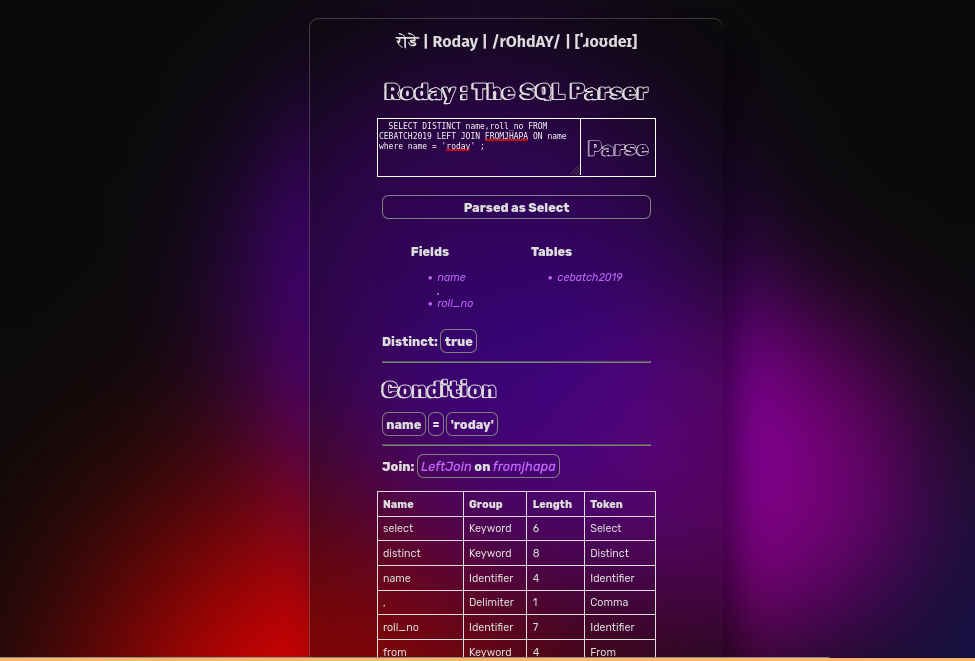 रोडे | Roday | /rOhdAY/ | [ˈɹoʊdeɪ]
Roday : The SQL Parser
SELECT DISTINCT name,roll_no FROM
CEBATCH2019 LEFT JOIN FROMJHAPA ON name
where name = 'roday' ;
Parse
Parsed as Select
Fields Tables
• name • cebatch2019
,
• roll_no
Distinct: true
Condition
name = 'roday'
Join: LeftJoin on fromjhapa
Name Group Length Token
select Keyword 6 Select
distinct Keyword 8 Distinct
name Identifier 4 Identifier
, Delimiter 1 Comma
roll_no Identifier 7 Identifier
from Keyword 4 From